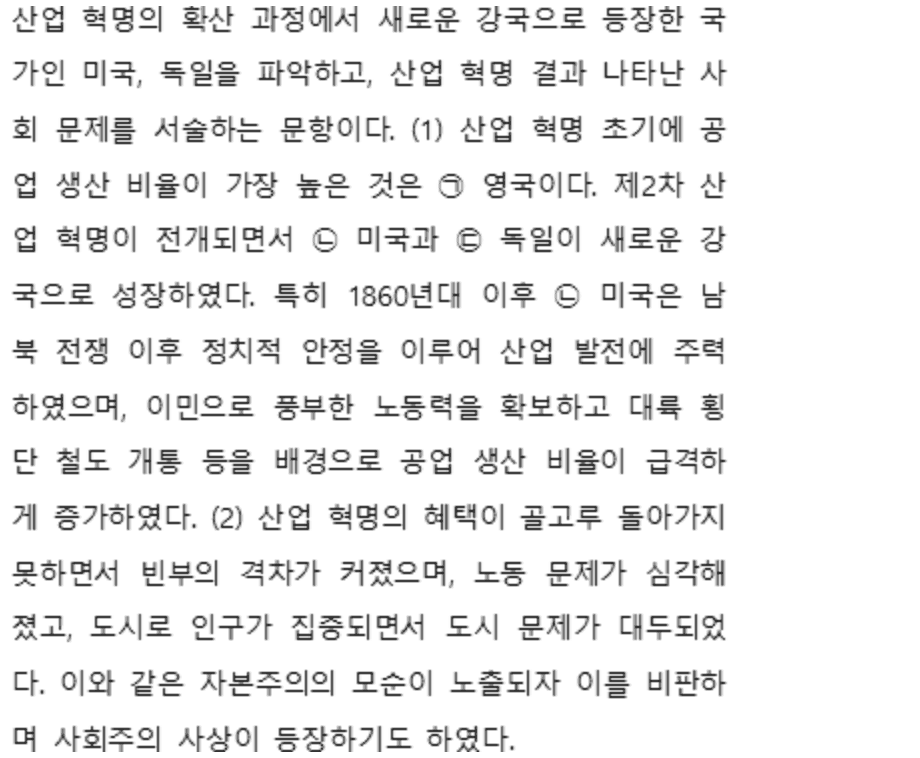 산업 혁명의 확산 과정에서 새로운 강국으로 등장한 국
가인 미국, 독일을 파악하고, 산업 혁명 결과 나타난 사
회 문제를 서술하는 문항이다. (1) 산업 혁명 초기에 공
업 생산 비율이 가장 높은 것은 ㉠ 영국이다. 제2차 산
업 혁명이 전개되면서 ㉡ 미국과 ㉢ 독일이 새로운 강
국으로 성장하였다. 특히 1860년대 이후 ㉡ 미국은 남
북 전쟁 이후 정치적 안정을 이루어 산업 발전에 주력
하였으며, 이민으로 풍부한 노동력을 확보하고 대륙 횡
단 철도 개통 등을 배경으로 공업 생산 비율이 급격하
게 증가하였다. (2) 산업 혁명의 혜택이 골고루 돌아가지
못하면서 빈부의 격차가 커졌으며, 노동 문제가 심각해
졌고, 도시로 인구가 집중되면서 도시 문제가 대두되었
다. 이와 같은 자본주의의 모순이 노출되자 이를 비판하
며 사회주의 사상이 등장하기도 하였다.